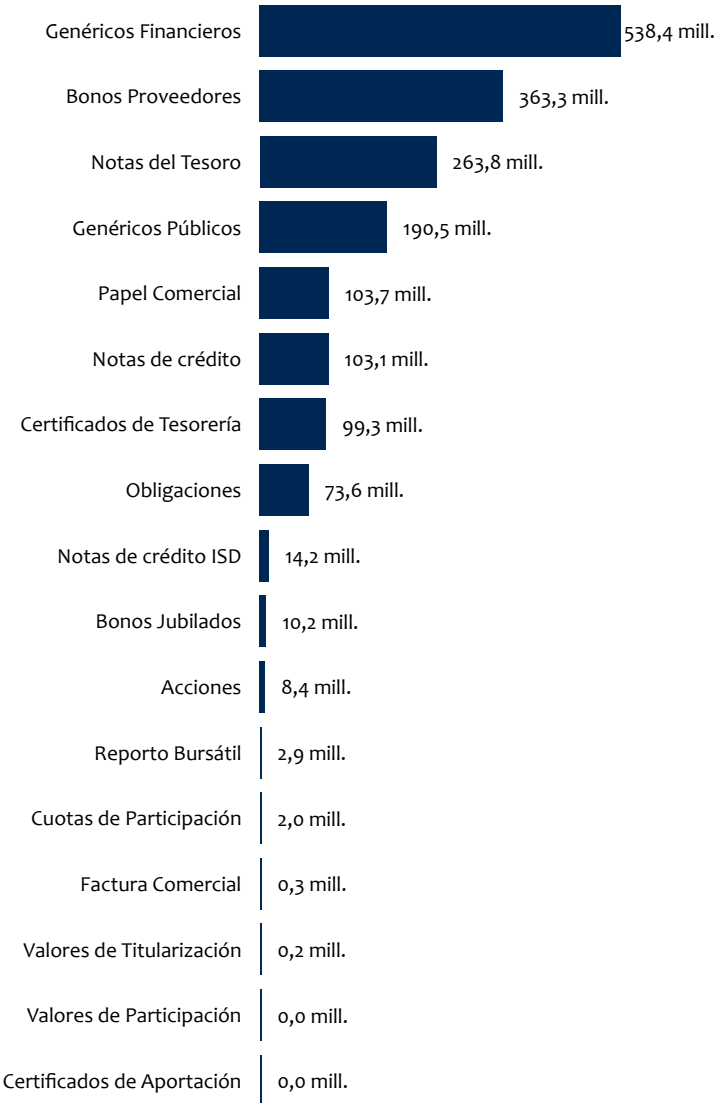 Genéricos Financieros 538,4 mill.
Bonos Proveedores 363,3 mill.
Notas del Tesoro 263,8 mill.
Genéricos Públicos 190,5 mill.
Papel Comercial 103,7 mill.
Notas de crédito 103,1 mill.
Certificados de Tesorería 99,3 mill.
Obligaciones 73,6 mill.
Notas de crédito ISD 14,2 mill.
Bonos Jubilados 10,2 mill.
Acciones 8,4 mill.
Reporto Bursátil 2,9 mill.
Cuotas de Participación 2,0 mill.
Factura Comercial 0,3 mill.
Valores de Titularización 0,2 mill.
Valores de Participación 0,0 mill.
Certificados de Aportación 0,0 mill.